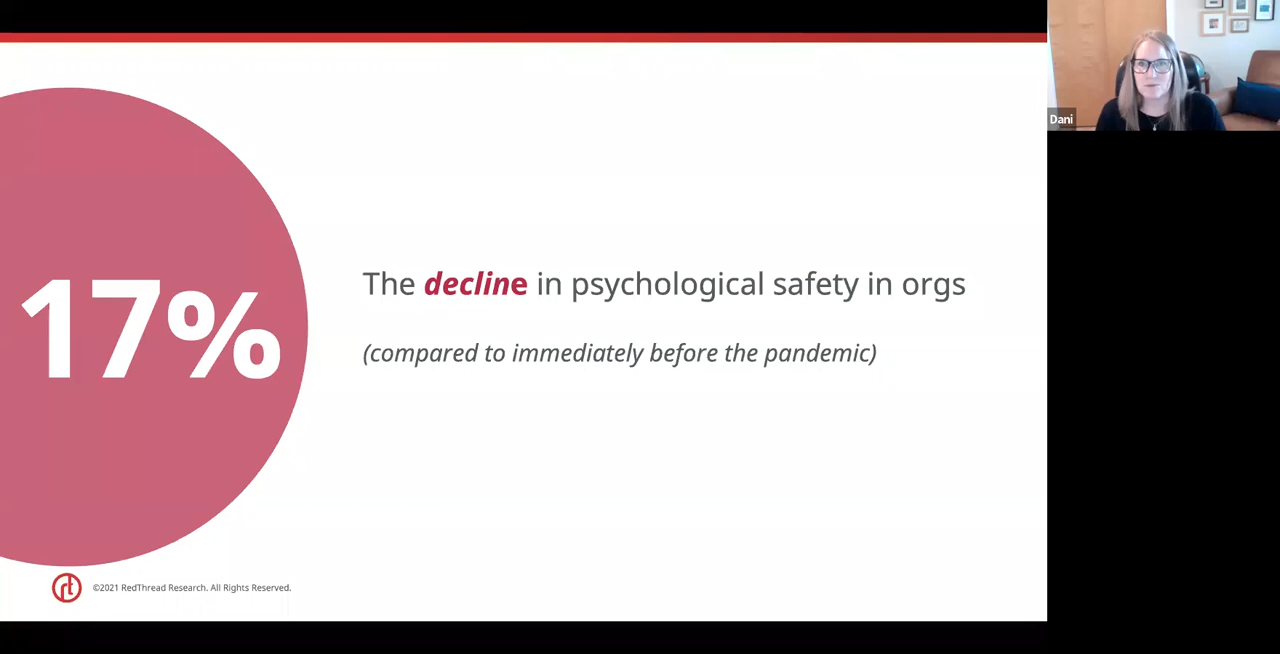 Dani
17%
The decline in psychological safety in orgs
(compared to immediately before the pandemic)
rt
©2021 RedThread Research. All Rights Reserved.